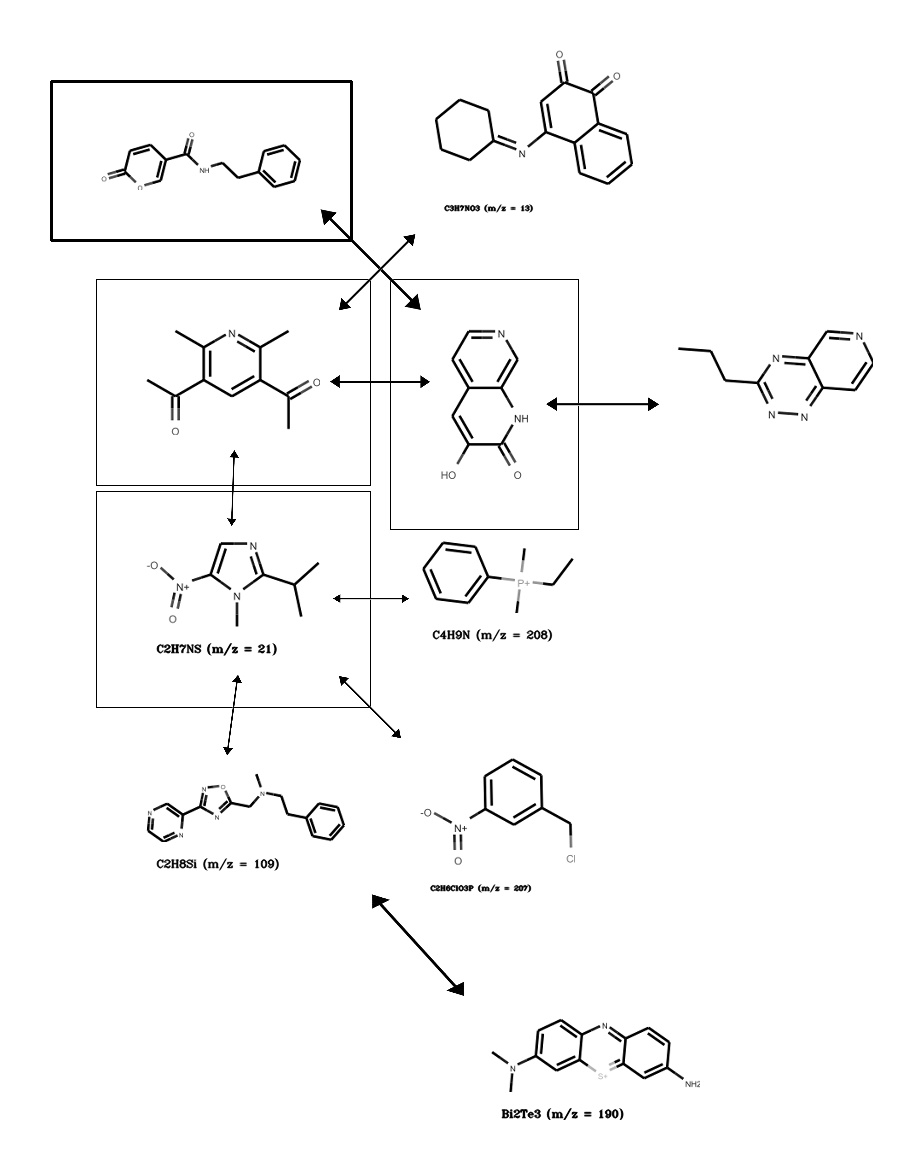 O
O
O
O
NH
O
O
N
C3H7NO3 (m/z = 13)
N
O
O
N
NH
HO
O
N
N
N
N
-O
N+
O
N
N
C2H7NS (m/z = 21)
P+
C4H9N (m/z = 208)
N
N
N
O
N
N
C2H8Si (m/z = 109)
-O
N+
O
Cl
C2H6ClO3P (m/z = 207)
N
N
S+
NH2
Bi2Te3 (m/z = 190)